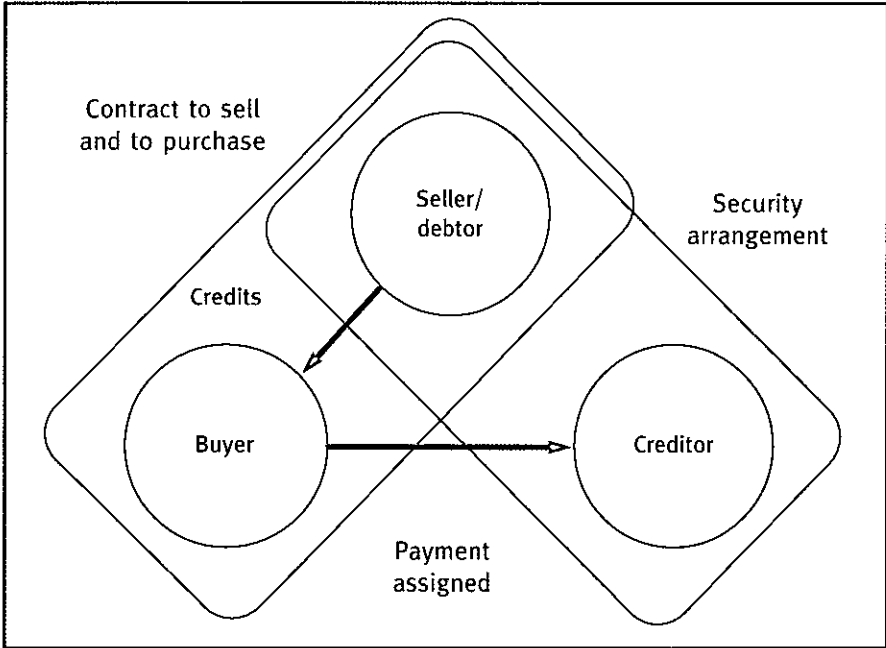 Contract to sell
and to purchase
Seller/
debtor
Security
arrangement
Credits
Buyer
Creditor
Payment
assigned